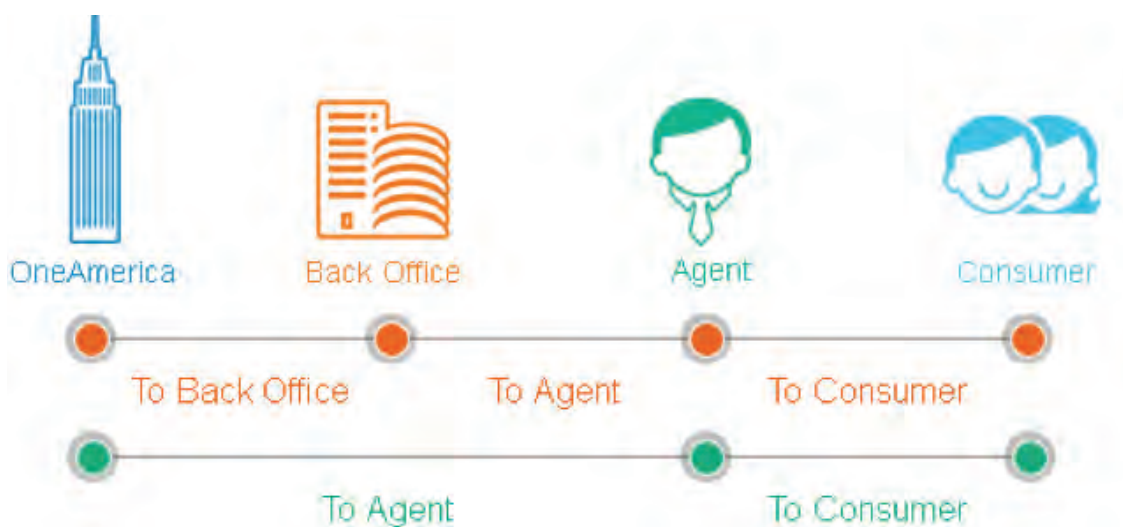 OneAmerica Back Office Agent Consumer
To Back Office To Agent To Consumer
To Agent To Consumer